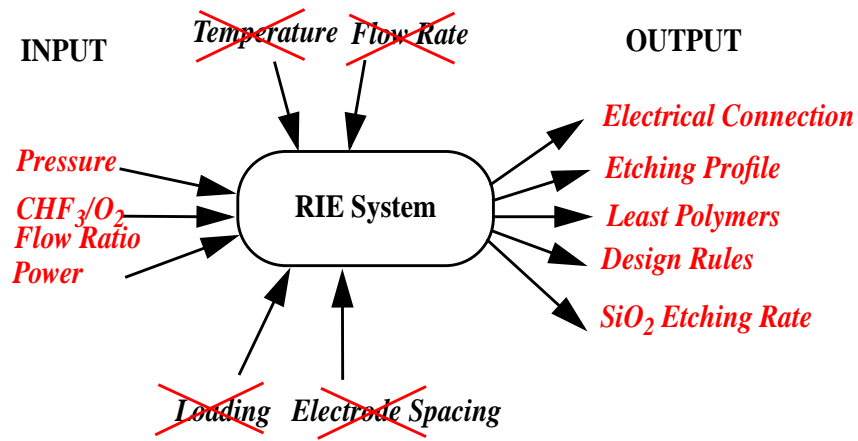 INPUT
Temperature
Flow Rate
OUTPUT
Pressure
CHF3/O2
Flow Ratio
Power
RIE System
Electrical Connection
Etching Profile
Least Polymers
Design Rules
SiO2 Etching Rate
Loading
Electrode Spacing